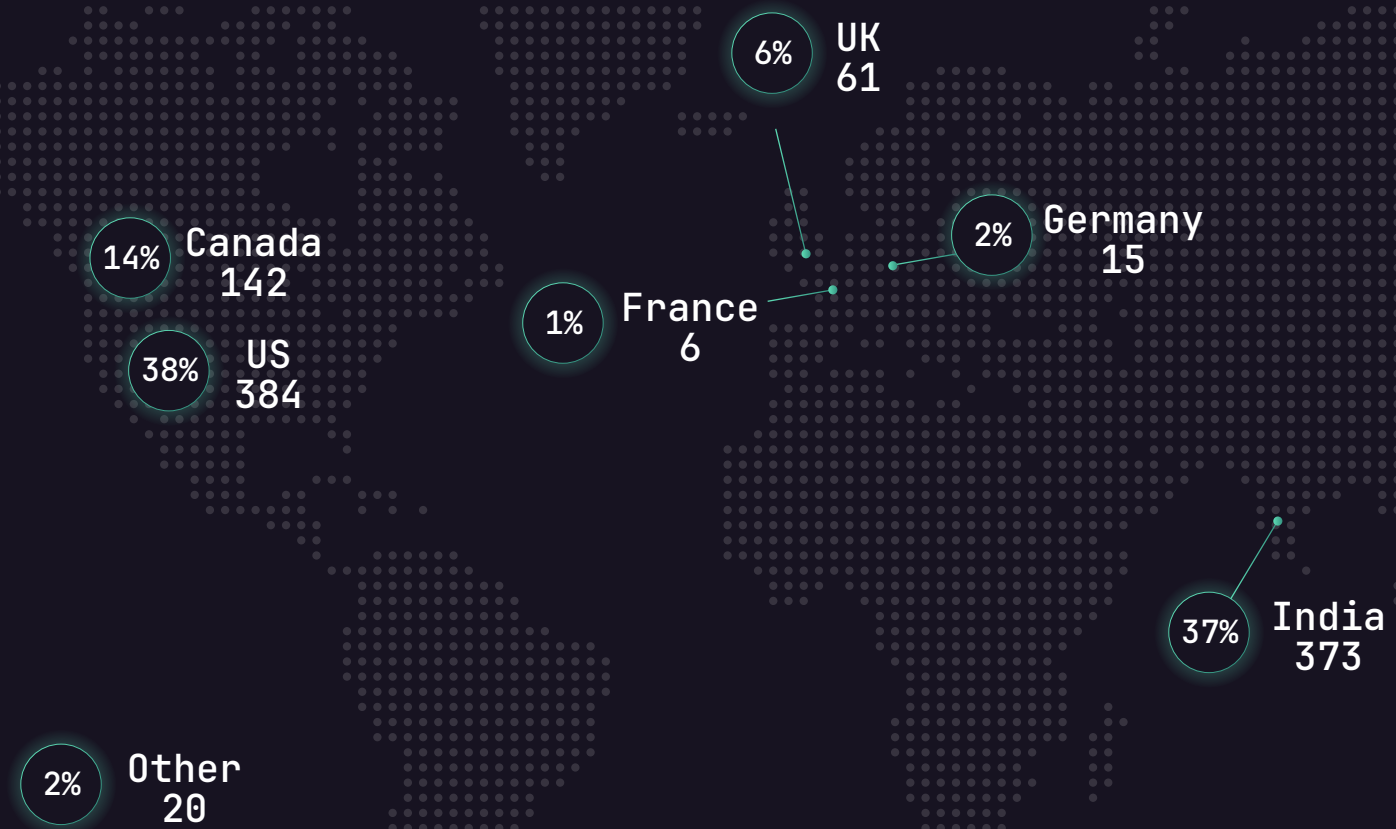 6%
UK
61
2%
Germany
15
14%
Canada
142
1%
France
6
38%
US
384
37%
India
373
2%
Other
20